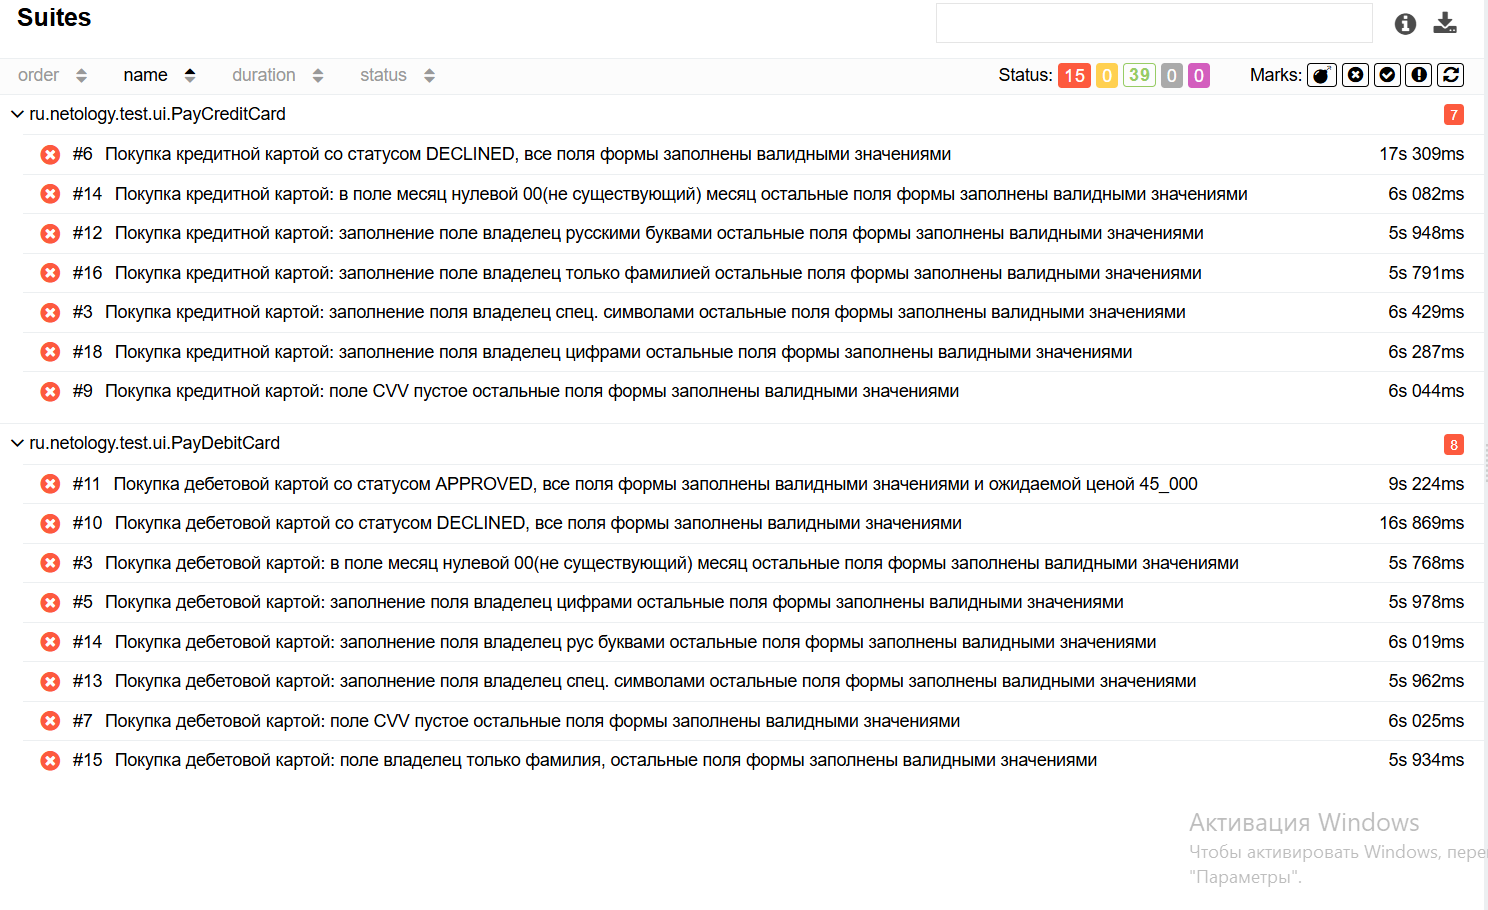 Suites
order name duration status Status: 15 0 39 0 0 Marks:
ru.netology.test.ui.PayCreditCard 7
#6 Покупка кредитной картой со статусом DECLINED, все поля формы заполнены валидными значениями 17s 309ms
#14 Покупка кредитной картой: в поле месяц нулевой 00(не существующий) месяц остальные поля формы заполнены валидными значениями 6s 082ms
#12 Покупка кредитной картой: заполнение поле владелец русскими буквами остальные поля формы заполнены валидными значениями 5s 948ms
#16 Покупка кредитной картой: заполнение поле владелец только фамилией остальные поля формы заполнены валидными значениями 5s 791ms
#3 Покупка кредитной картой: заполнение поля владелец спец. символами остальные поля формы заполнены валидными значениями 6s 429ms
#18 Покупка кредитной картой: заполнение поля владелец цифрами остальные поля формы заполнены валидными значениями 6s 287ms
#9 Покупка кредитной картой: поле CVV пустое остальные поля формы заполнены валидными значениями 6s 044ms
ru.netology.test.ui.PayDebitCard 8
#11 Покупка дебетовой картой со статусом APPROVED, все поля формы заполнены валидными значениями и ожидаемой ценой 45_000 9s 224ms
#10 Покупка дебетовой картой со статусом DECLINED, все поля формы заполнены валидными значениями 16s 869ms
#3 Покупка дебетовой картой: в поле месяц нулевой 00(не существующий) месяц остальные поля формы заполнены валидными значениями 5s 768ms
#5 Покупка дебетовой картой: заполнение поля владелец цифрами остальные поля формы заполнены валидными значениями 5s 978ms
#14 Покупка дебетовой картой: заполнение поля владелец рус буквами остальные поля формы заполнены валидными значениями 6s 019ms
#13 Покупка дебетовой картой: заполнение поля владелец спец. символами остальные поля формы заполнены валидными значениями 5s 962ms
#7 Покупка дебетовой картой: поле CVV пустое остальные поля формы заполнены валидными значениями 6s 025ms
#15 Покупка дебетовой картой: поле владелец только фамилия, остальные поля формы заполнены валидными значениями 5s 934ms
Активация Windows
Чтобы активировать Windows, пере
"Параметры".